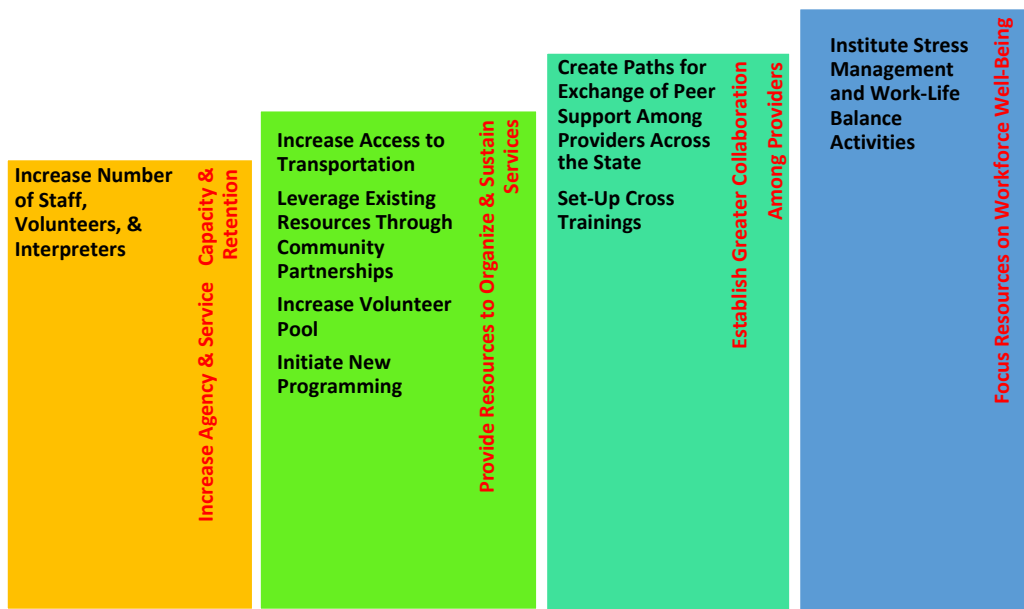 Increase Number
of Staff,
Volunteers, &
Interpreters
Increase Agency & Service Capacity &
Retention
Increase Access to
Transportation
Leverage Existing
Resources Through
Community
Partnerships
Increase Volunteer
Pool
Initiate New
Programming
Provide Resources to Organize & Sustain
Services
Create Paths for
Exchange of Peer
Support Among
Providers Across
the State
Set-Up Cross
Trainings
Establish Greater Collaboration
Among Providers
Institute Stress
Management
and Work-Life
Balance
Activities
Focus Resources on Workforce Well-Being